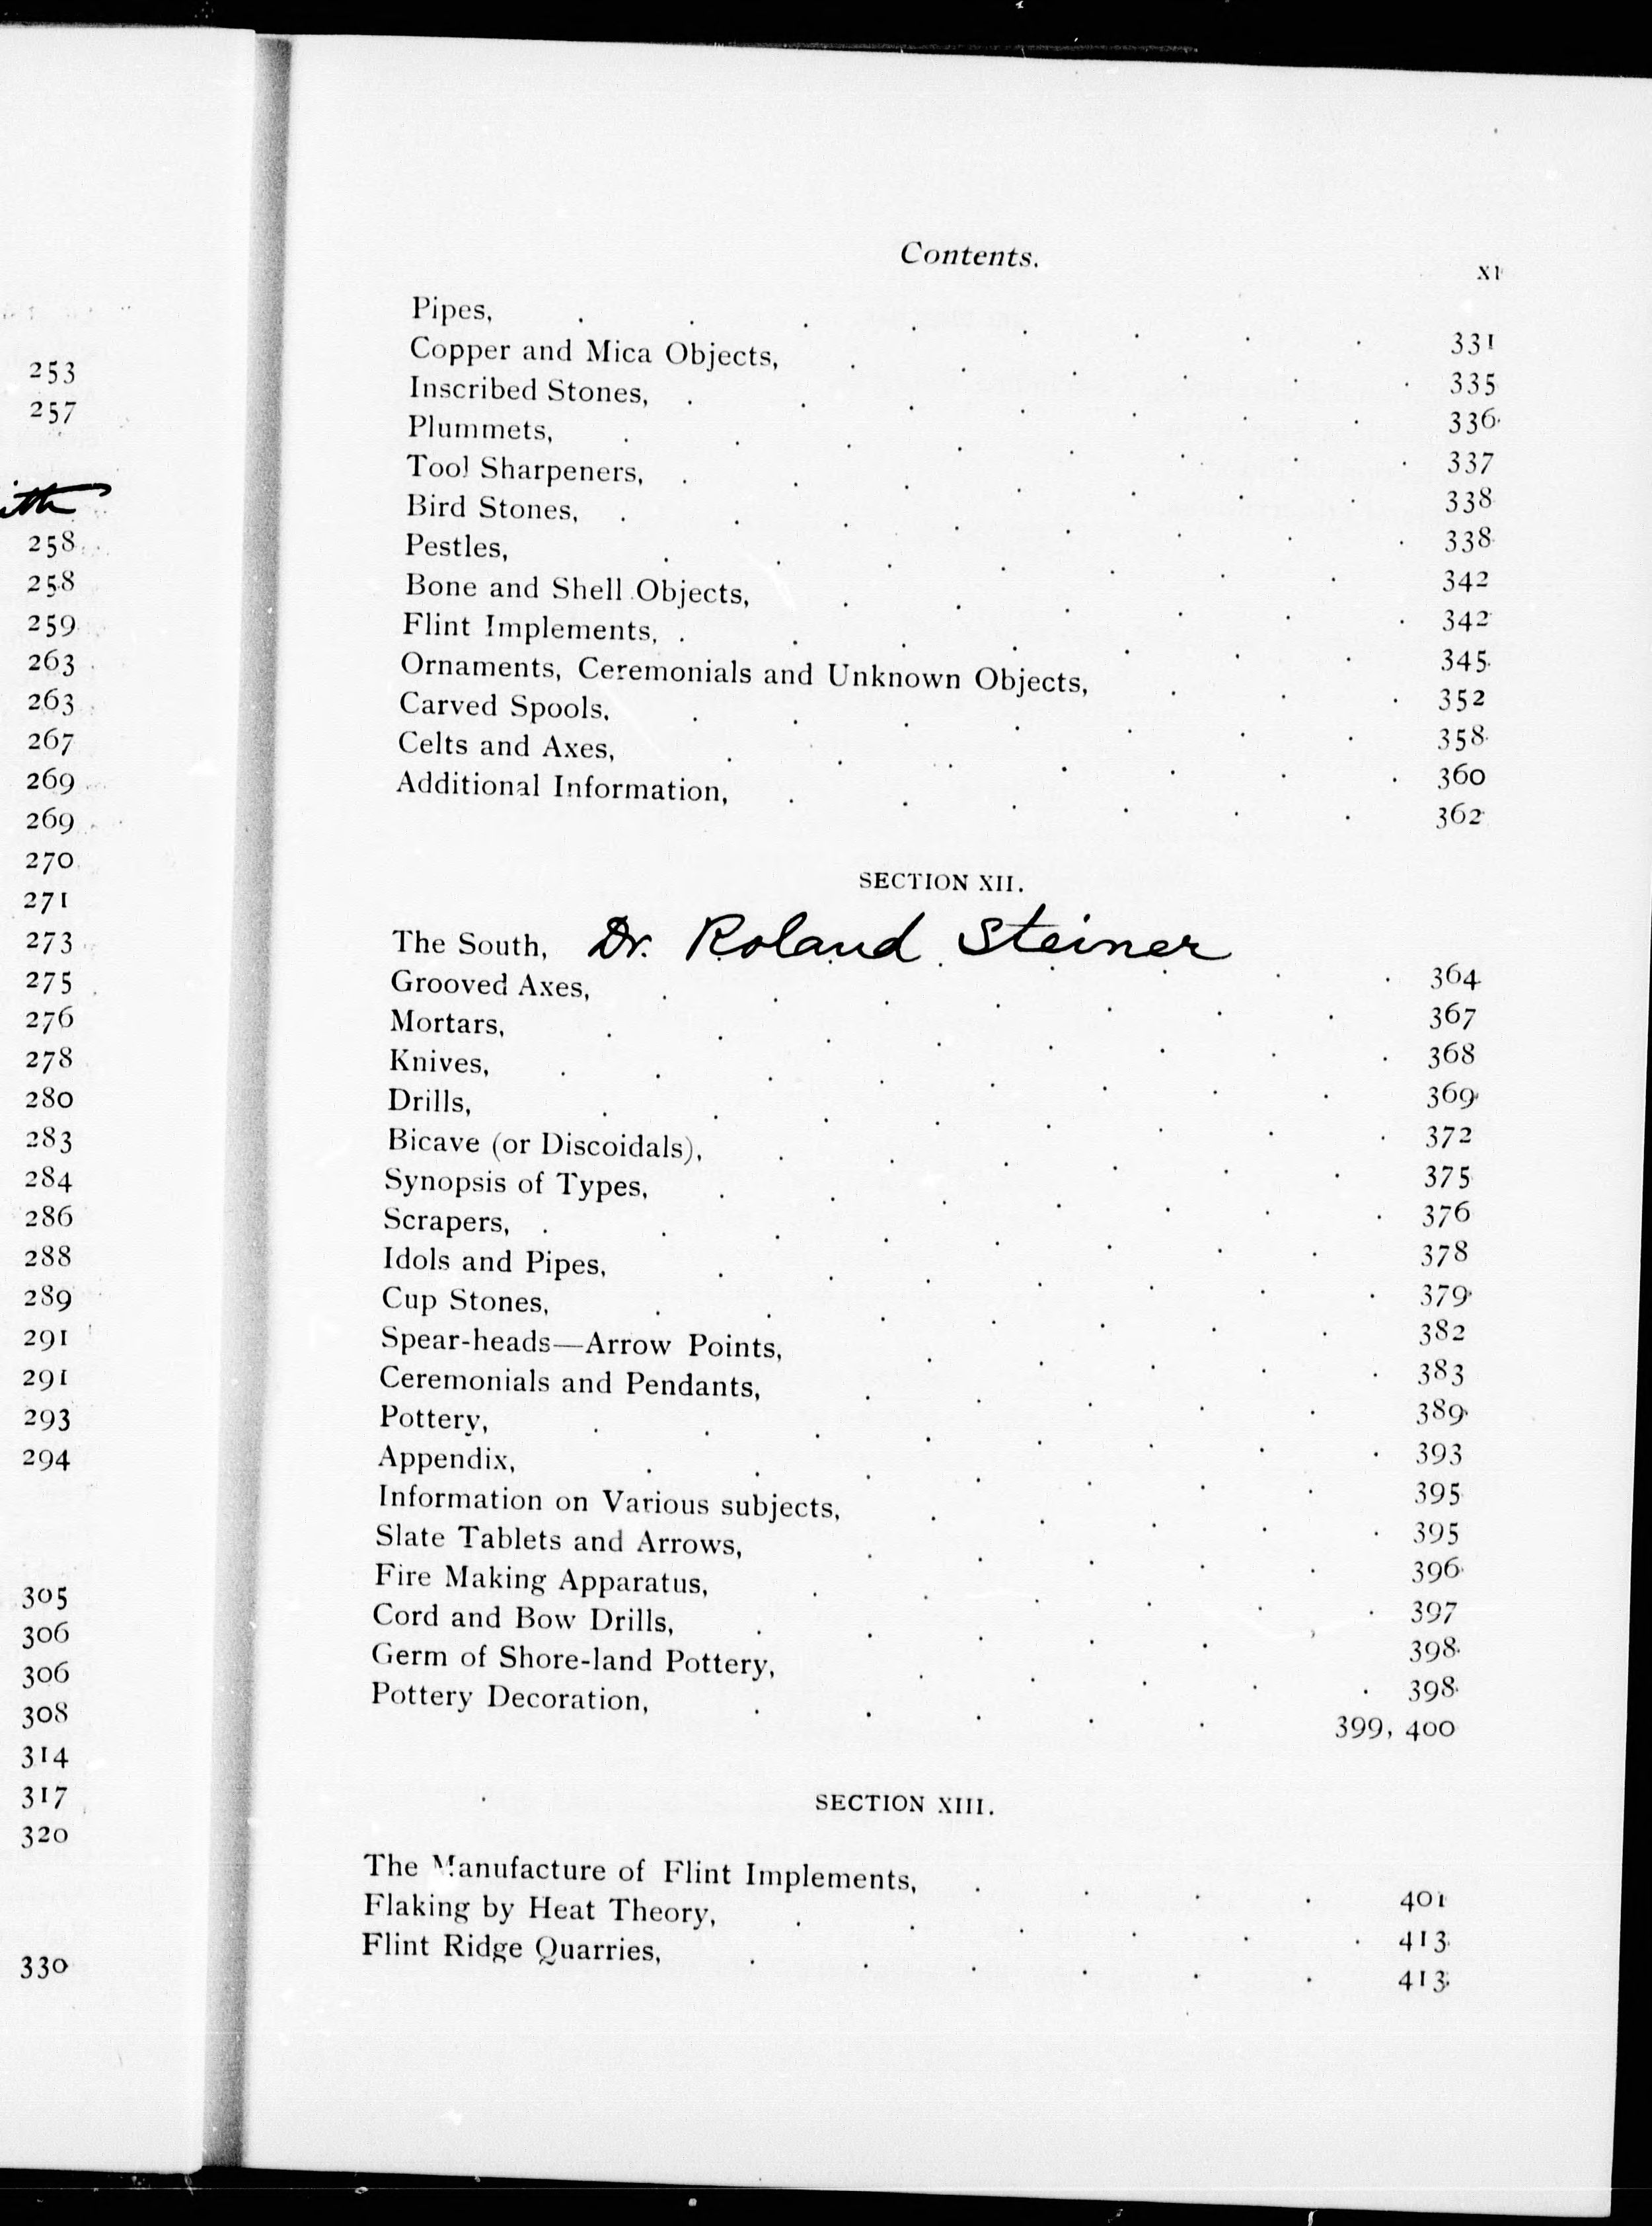 253
257
258
258
259
263
263
267
269
269
270
271
273
275
276
278
280
283
284
286
288
289
291
291
293
294
305
306
306
308
314
317
320
330
Contents. xi
Pipes, . . . . . . . . 331
Copper and Mica Objects, . . . . . . 335
Inscribed Stones, . . . . . . . 336
Plummets, . . . . . . . . 337
Tool Sharpeners, . . . . . . . 338
Bird Stones, . . . . . . . . 338
Pestles, . . . . . . . 342
Bone and Shell Objects, . . . . . . 342
Flint Implements, . . . . . . . 345
Ornaments, Ceremonials and Unknown Objects, . . . 352
Carved Spools, . . . . . . . 358
Celts and Axes, . . . . . . . 360
Additional Information, . . . . . . 362
SECTION XII.
The South, Dr. Roland Steiner . . . . . 364
Grooved Axes, . . . . . . . 367
Mortars, . . . . . . . . 368
Knives, . . . . . . . . 369
Drills, . . . . . . . . 372
Bicave (or Discoidals), . . . . . . 375
Synopsis of Types, . . . . . . . 376
Scrapers, . . . . . . . . 378
Idols and Pipes, . . . . . . . 379
Cup Stones, . . . . . . . 382
Spear-heads—Arrow Points, . . . . . 383
Ceremonials and Pendants, . . . . . 389
Pottery, . . . . . . . . 393
Appendix, . . . . . . . 395
Information on Various subjects, . . . . . 395
Slate Tablets and Arrows, . . . . . 396
Fire Making Apparatus, . . . . . . 397
Cord and Bow Drills, . . . . . . 398
Germ of Shore-land Pottery, . . . . . 398
Pottery Decoration, . . . . . 399, 400
SECTION XIII.
The Manufacture of Flint Implements, . . . . 401
Flaking by Heat Theory, . . . . . . 413
Flint Ridge Quarries, . . . . . . 413